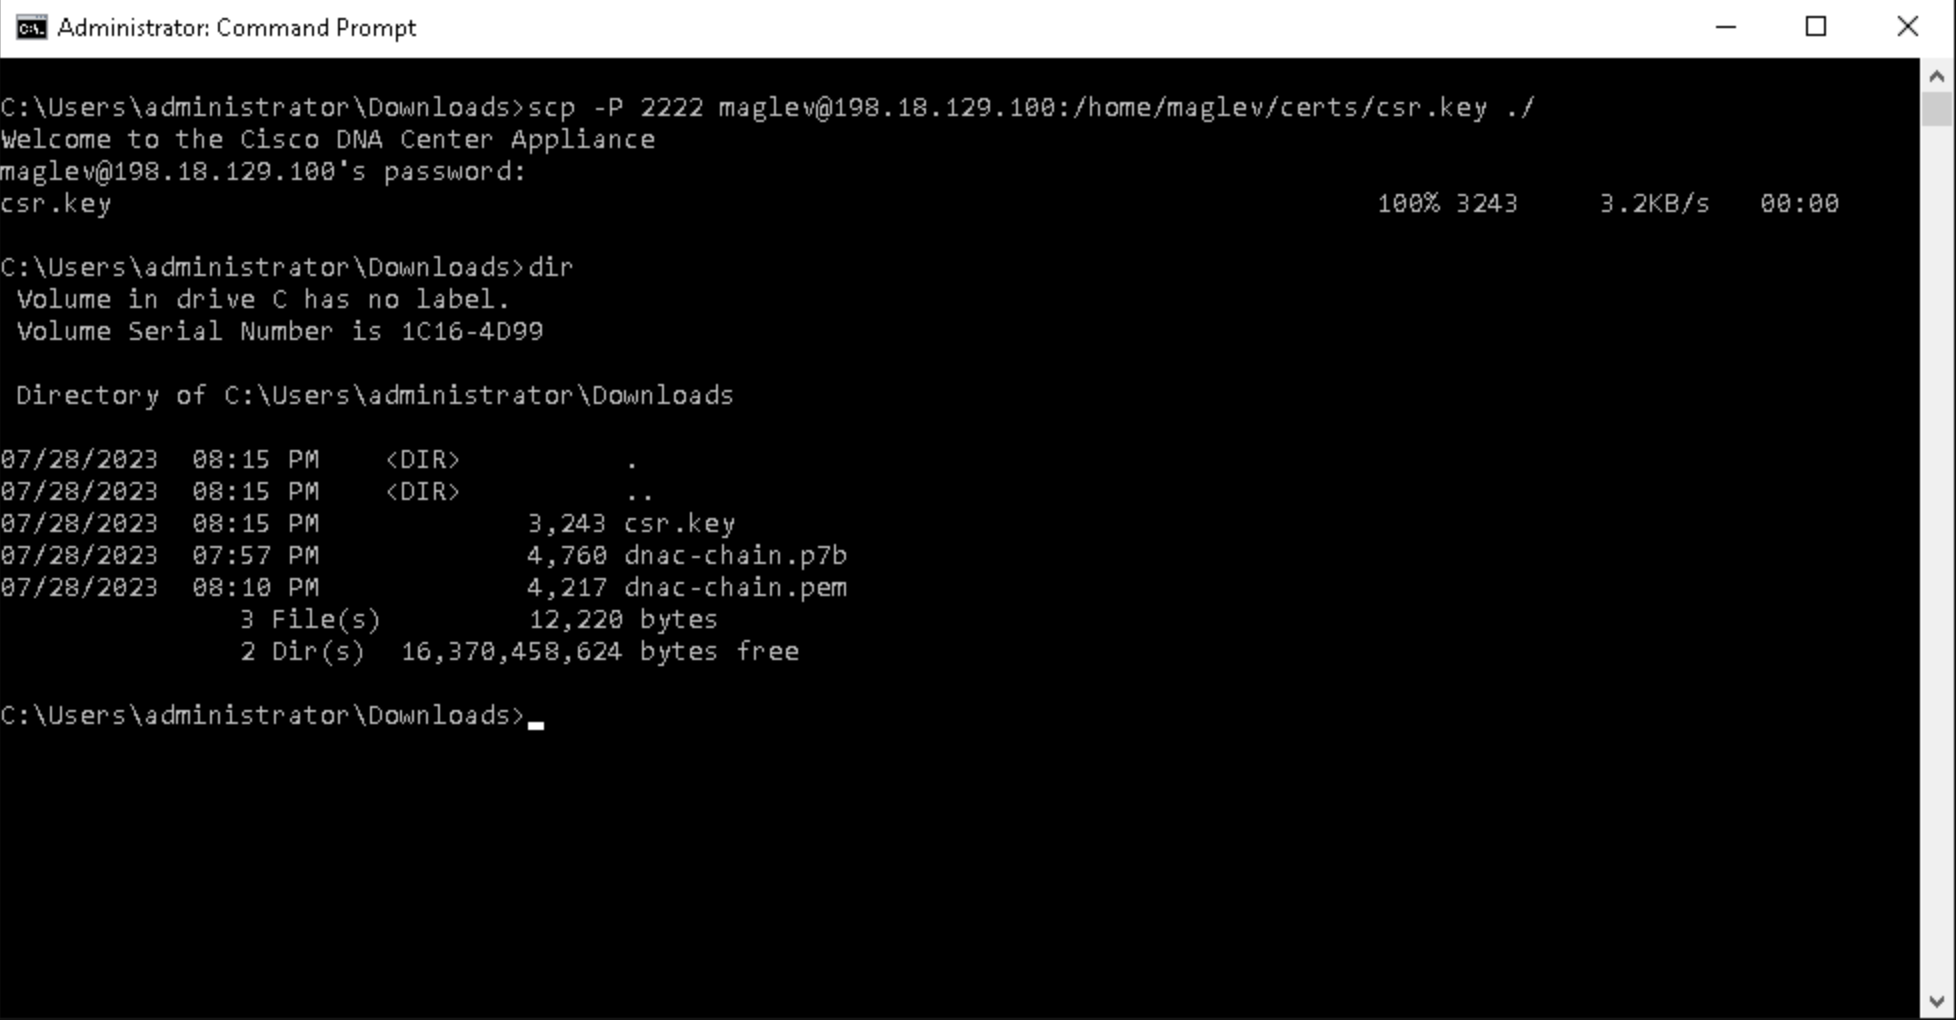 Administrator: Command Prompt
C:\Users\administrator\Downloads>scp -P 2222 maglev@198.18.129.100:/home/maglev/certs/csr.key ./
Welcome to the Cisco DNA Center Appliance
maglev@198.18.129.100's password:
csr.key 100% 3243 3.2KB/s 00:00
C:\Users\administrator\Downloads>dir
Volume in drive C has no label.
Volume Serial Number is 1C16-4D99
Directory of C:\Users\administrator\Downloads
07/28/2023 08:15 PM <DIR> .
07/28/2023 08:15 PM <DIR> ..
07/28/2023 08:15 PM 3,243 csr.key
07/28/2023 07:57 PM 4,760 dnac-chain.p7b
07/28/2023 08:10 PM 4,217 dnac-chain.pem
3 File(s) 12,220 bytes
2 Dir(s) 16,370,458,624 bytes free
C:\Users\administrator\Downloads>